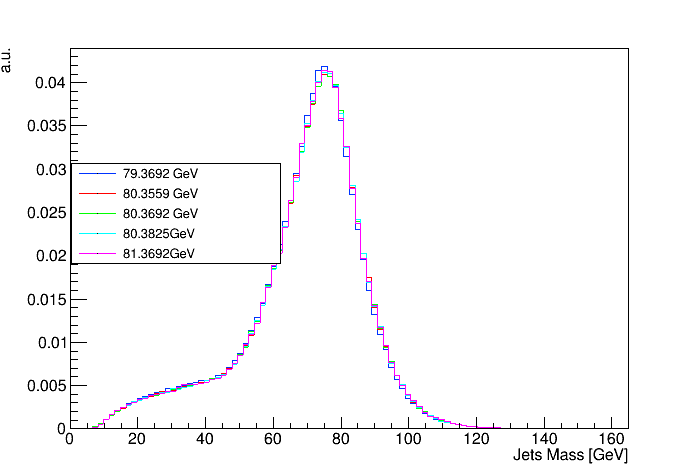 a.u.
0.04
0.035
0.03
0.025
0.02
0.015
0.01
0.005
0
79.3692 GeV
80.3559 GeV
80.3692 GeV
80.3825GeV
81.3692GeV
0 20 40 60 80 100 120 140 160
Jets Mass [GeV]